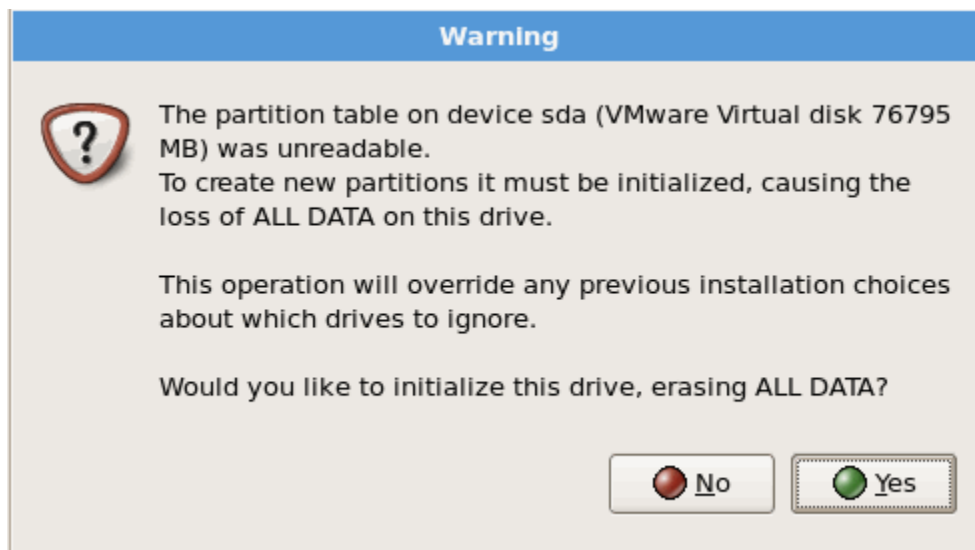 Warning
The partition table on device sda (VMware Virtual disk 76795
MB) was unreadable.
To create new partitions it must be initialized, causing the
loss of ALL DATA on this drive.
This operation will override any previous installation choices
about which drives to ignore.
Would you like to initialize this drive, erasing ALL DATA?
No
Yes